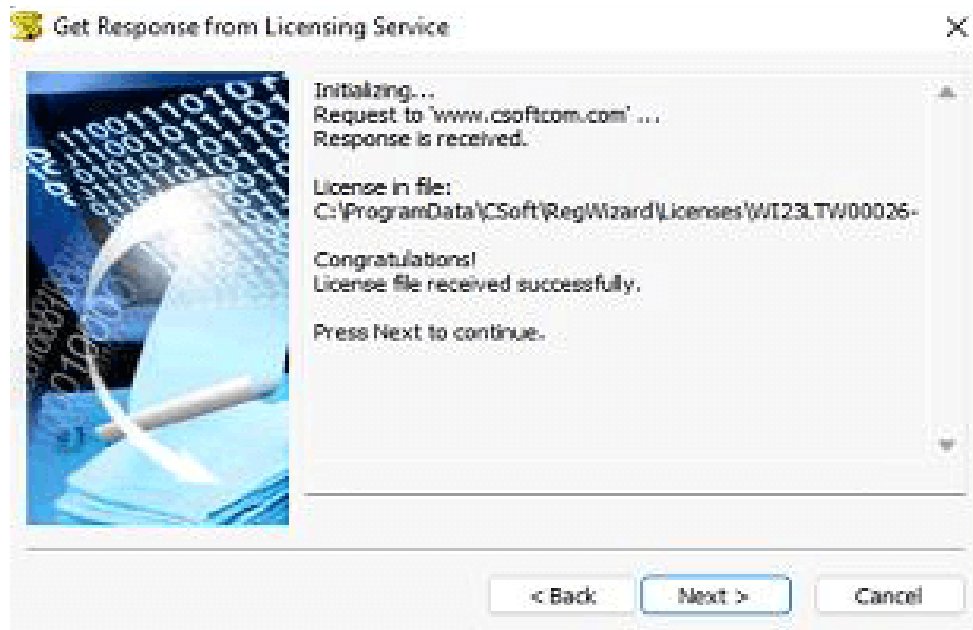 Get Response from Licensing Service
Initializing...
Request to 'www.csoftcom.com' ...
Response is received.
License in file:
C:\ProgramData\CSoft\RegWizard\Licenses\WI23LTW00026-
Congratulations!
License file received successfully.
Press Next to continue.
< Back
Next >
Cancel